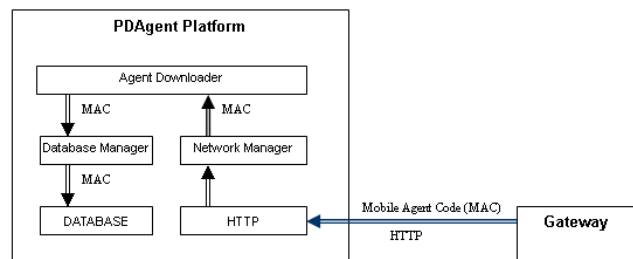 PDAgent Platform
Agent Downloader
MAC
MAC
Database Manager
Network Manager
MAC
Mobile Agent Code (MAC)
DATABASE
HTTP
HTTP
Gateway